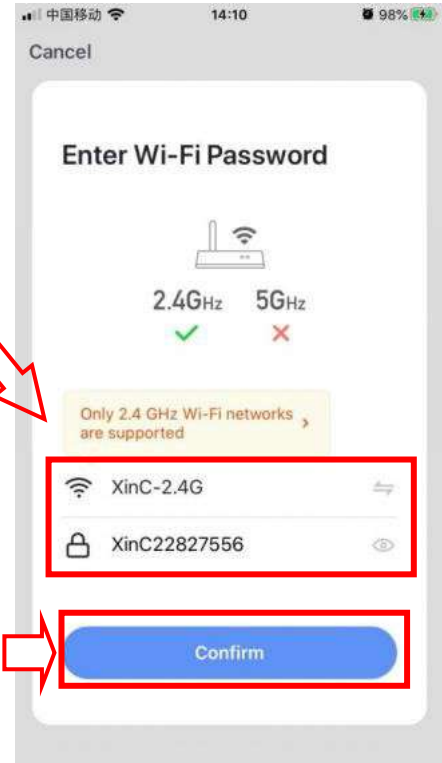 中国移动 14:10 98%
Cancel
Enter Wi-Fi Password
2.4GHz 5GHz
Only 2.4 GHz Wi-Fi networks
are supported
XinC-2.4G
XinC22827556
Confirm